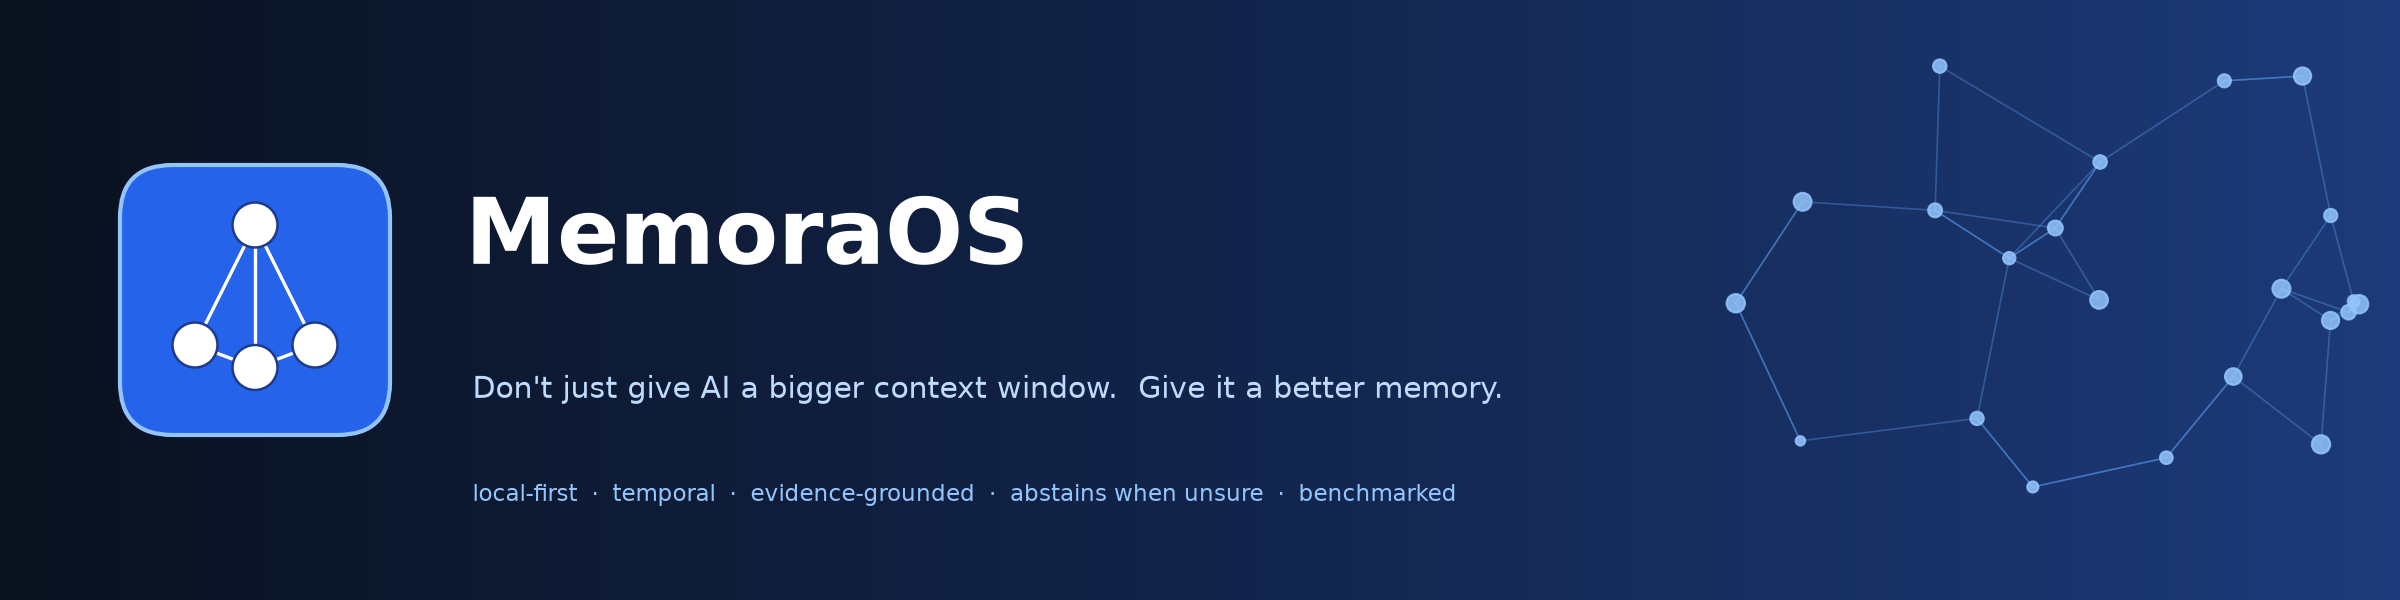 MemoraOS
Don't just give AI a bigger context window.  Give it a better memory.
local-first  ·  temporal  ·  evidence-grounded  ·  abstains when unsure  ·  benchmarked